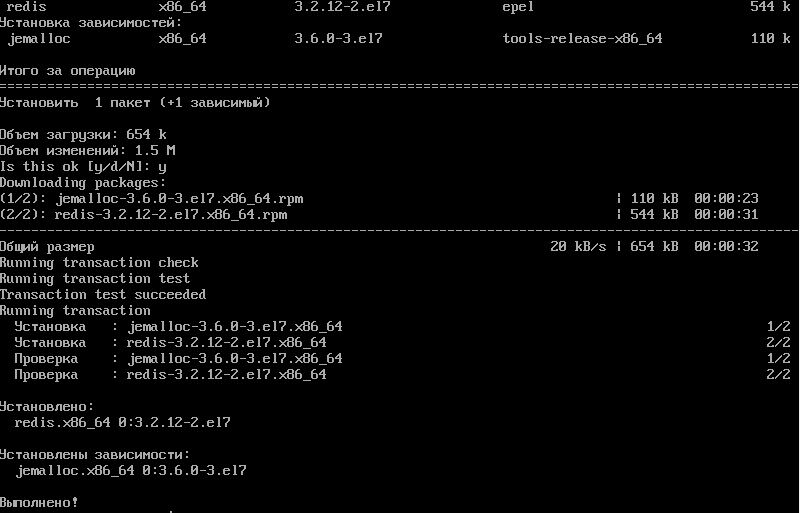 redis x86_64 3.2.12-2.el7 epel 544 k
Установка зависимостей:
jemalloc x86_64 3.6.0-3.el7 tools-release-x86_64 110 k
Итого за операцию
================================================================================
Установить 1 пакет (+1 зависимый)
Объем загрузки: 654 k
Объем изменений: 1.5 M
Is this ok [y/d/N]: y
Downloading packages:
(1/2): jemalloc-3.6.0-3.el7.x86_64.rpm | 110 kB 00:00:23
(2/2): redis-3.2.12-2.el7.x86_64.rpm | 544 kB 00:00:31
--------------------------------------------------------------------------------
Общий размер 20 kB/s | 654 kB 00:00:32
Running transaction check
Running transaction test
Transaction test succeeded
Running transaction
Установка : jemalloc-3.6.0-3.el7.x86_64 1/2
Установка : redis-3.2.12-2.el7.x86_64 2/2
Проверка : jemalloc-3.6.0-3.el7.x86_64 1/2
Проверка : redis-3.2.12-2.el7.x86_64 2/2
Установлено:
redis.x86_64 0:3.2.12-2.el7
Установлены зависимости:
jemalloc.x86_64 0:3.6.0-3.el7
Выполнено!